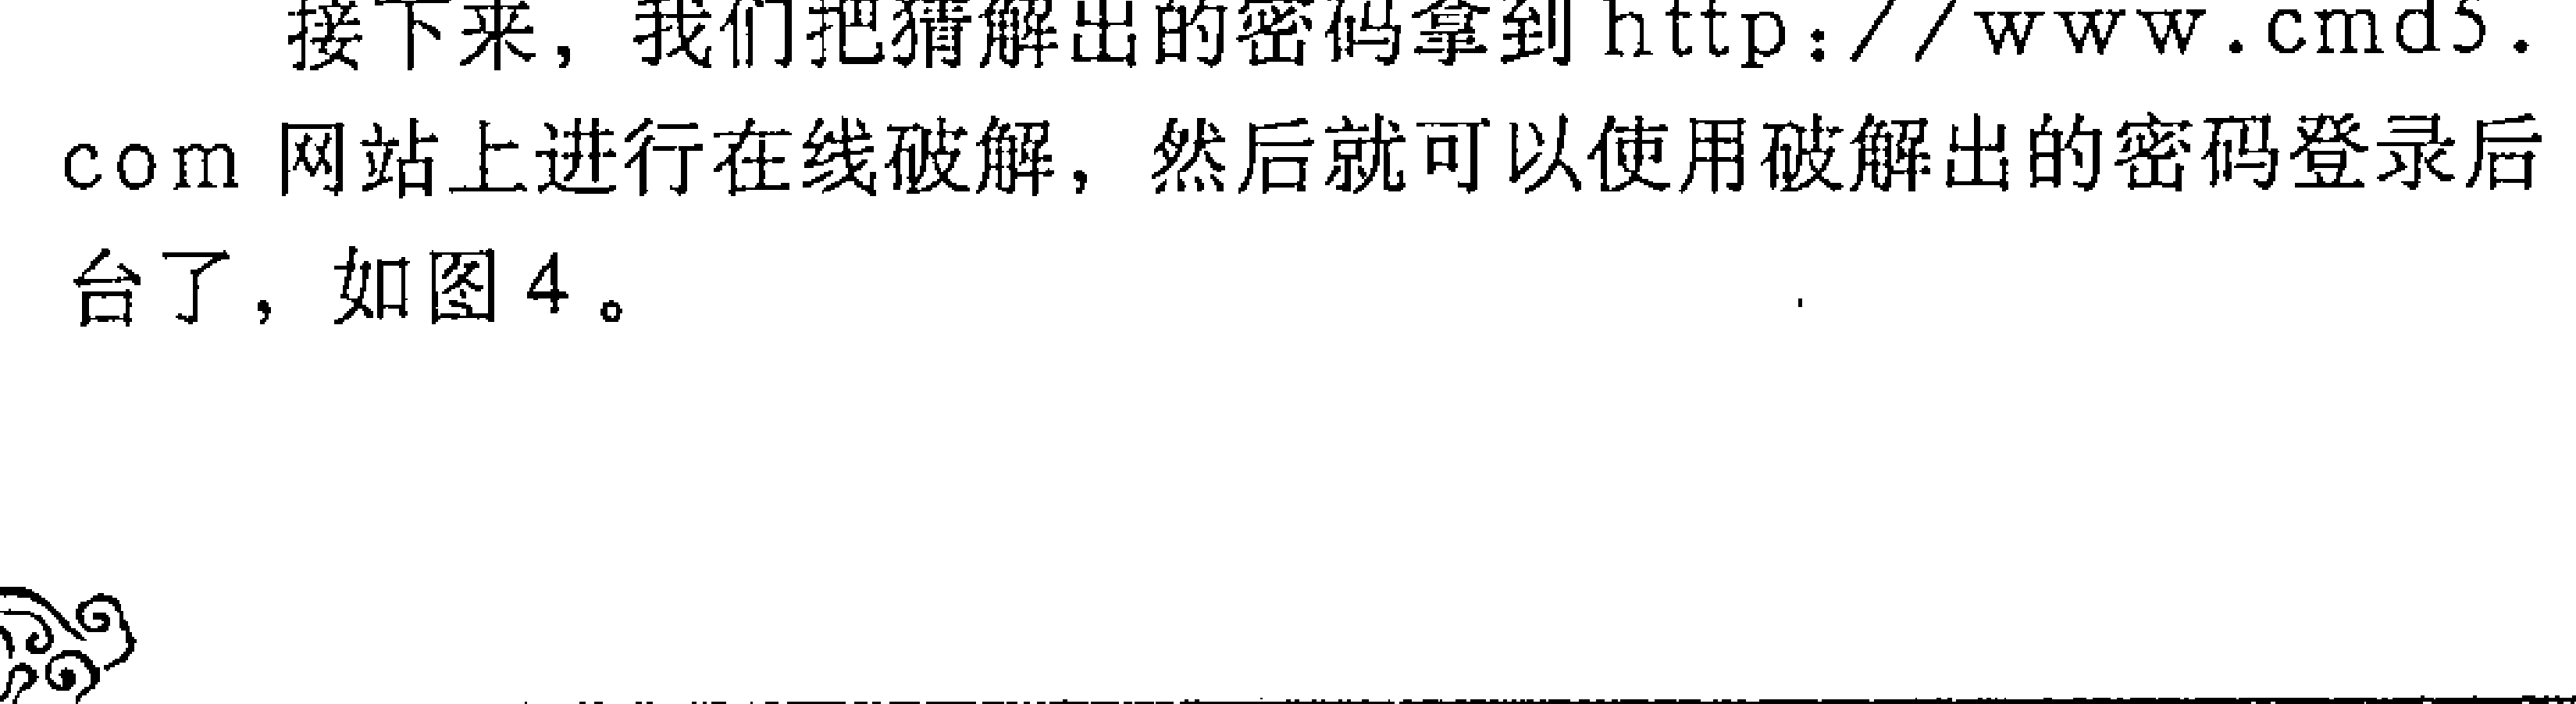 接下来，我们把猜解出的密码拿到 http://www.cmd5.
com 网站上进行在线破解，然后就可以使用破解出的密码登录后
台了，如图 4。